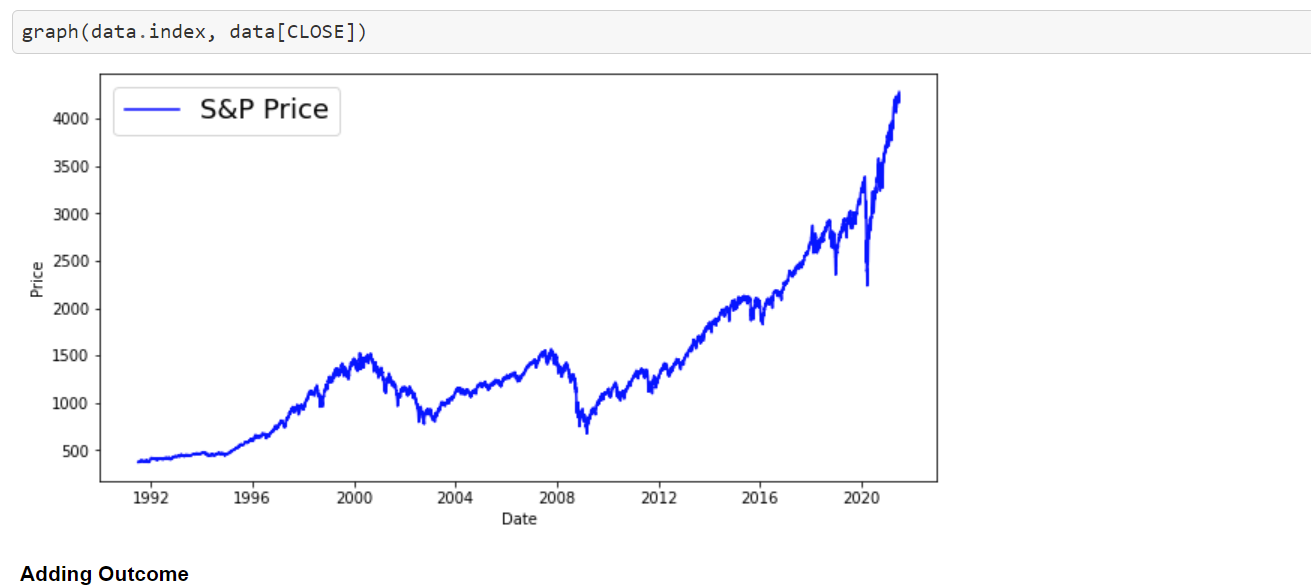 graph(data.index, data[CLOSE])
S&P Price
4000
3500
3000
2500
2000
1500
1000
500
Price
1992 1996 2000 2004 2008 2012 2016 2020
Date
Adding Outcome